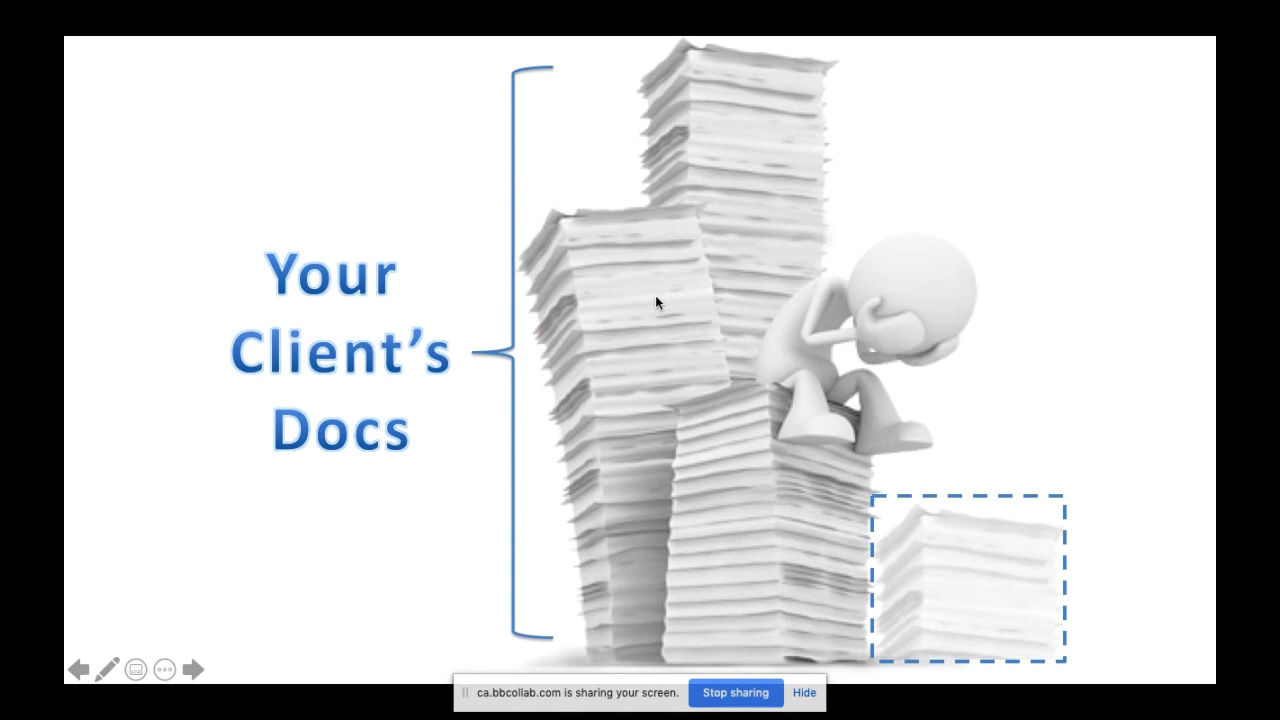 Your
Client’s
Docs
ca.bbcollab.com is sharing your screen.
Stop sharing
Hide